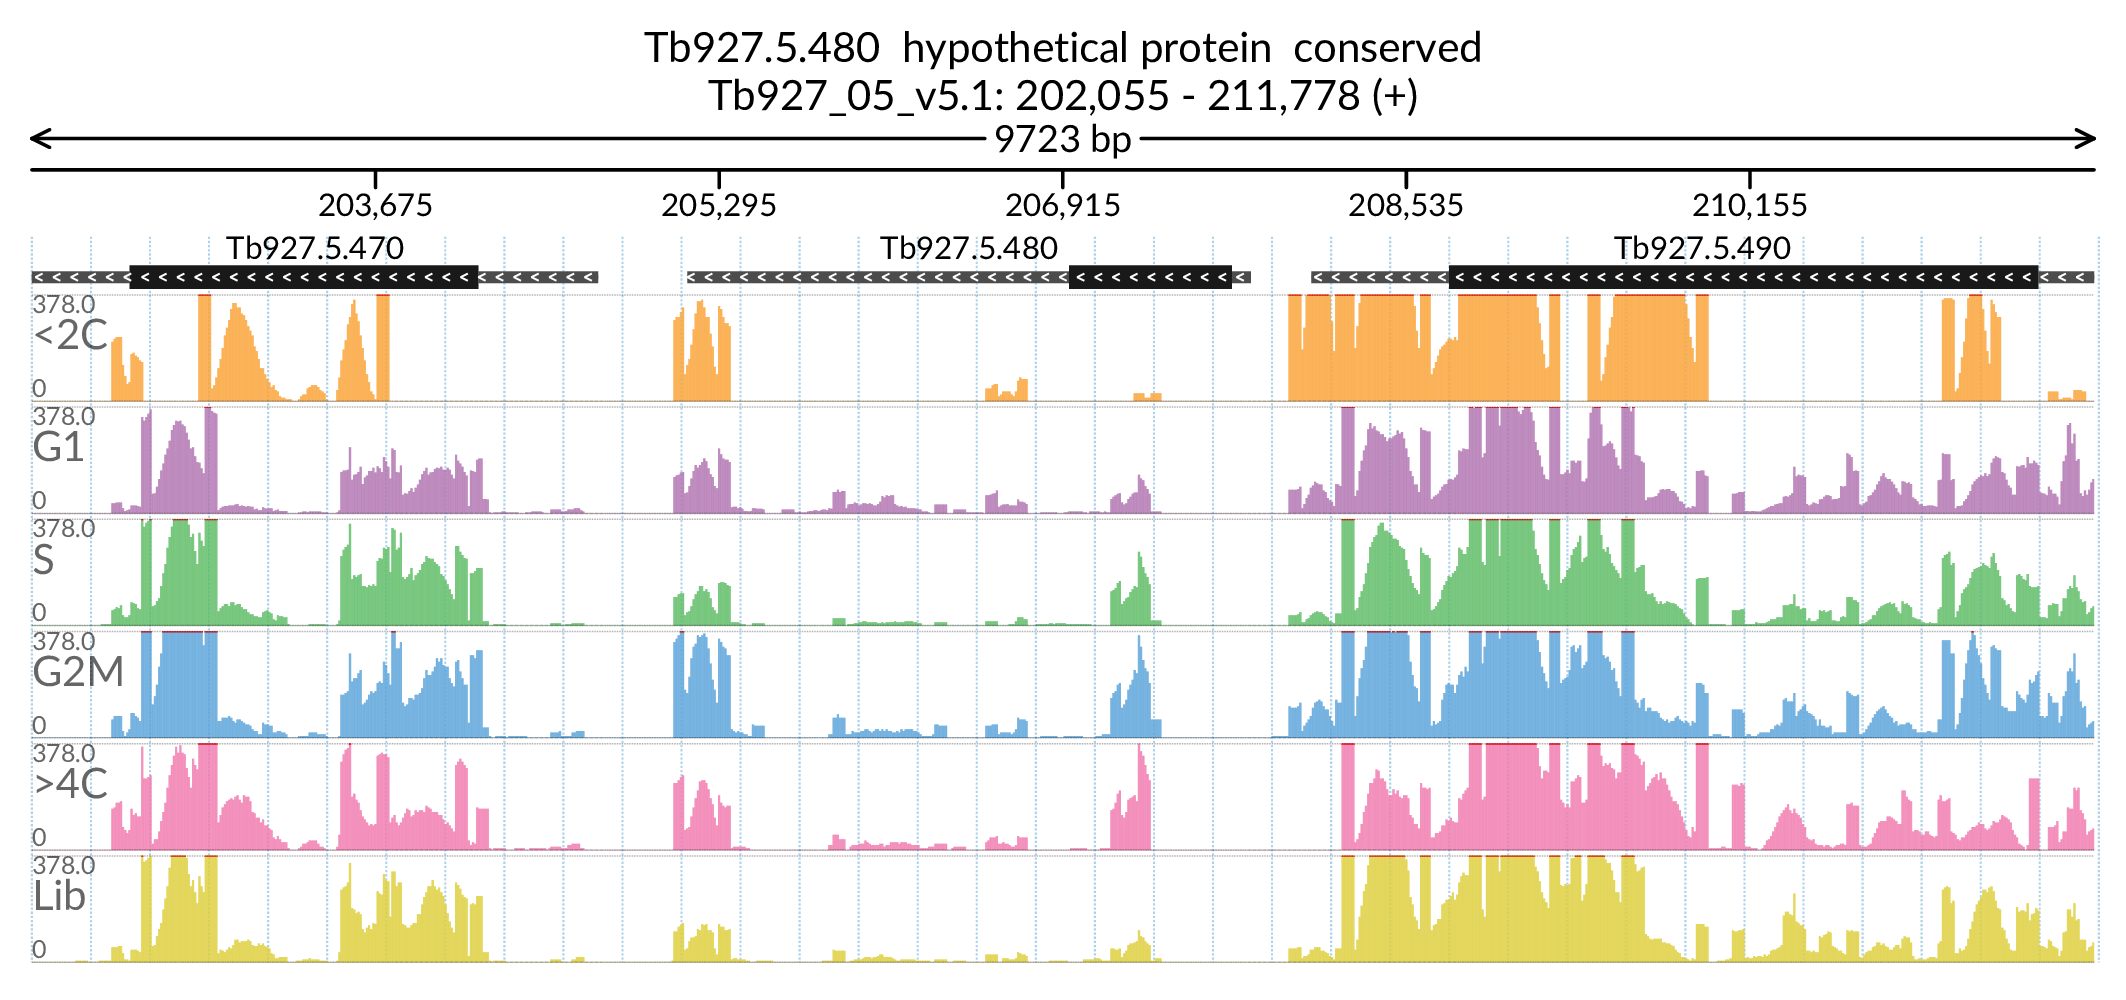 Tb927.5.480 hypothetical protein conserved
Tb927_05_v5.1: 202,055 - 211,778 (+)
9723 bp
203,675 205,295 206,915 208,535 210,155
Tb927.5.470 Tb927.5.480 Tb927.5.490
378.0
<2C
0
378.0
G1
0
378.0
S
0
378.0
G2M
0
378.0
>4C
0
378.0
Lib
0